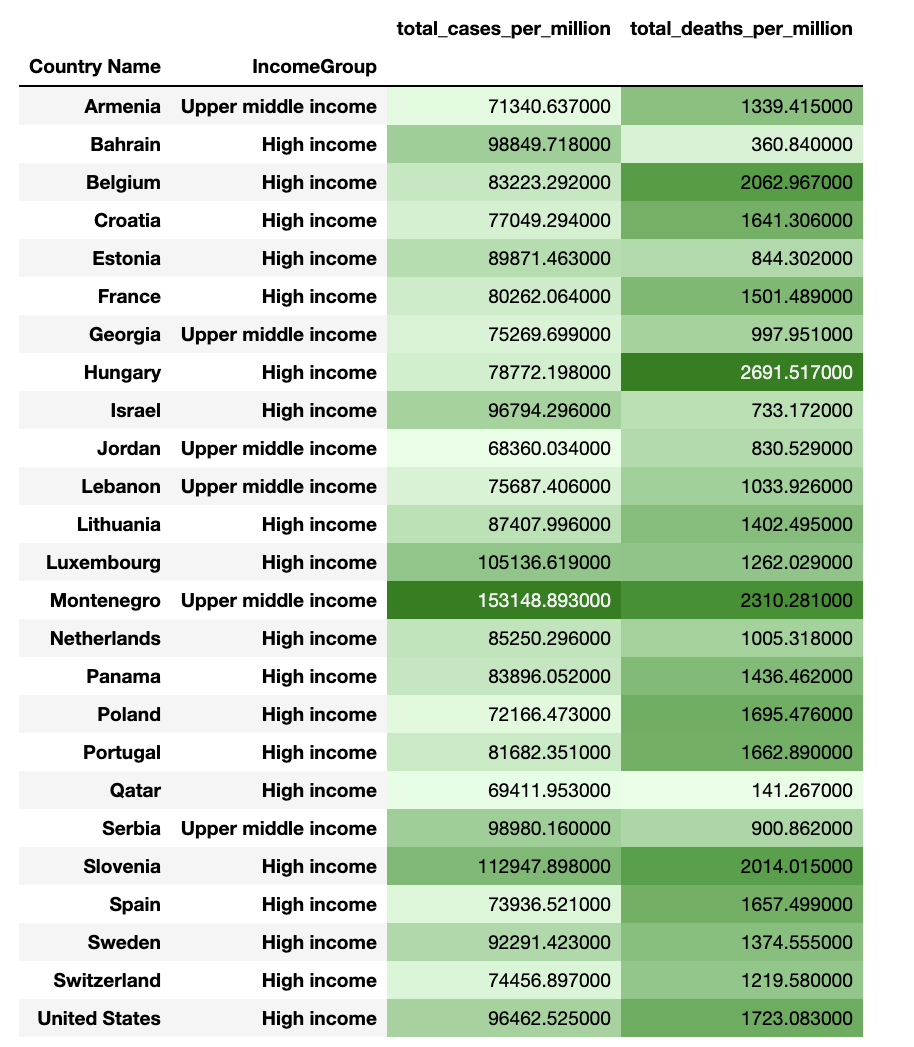 total_cases_per_million total_deaths_per_million
Country Name IncomeGroup
Armenia Upper middle income 71340.637000 1339.415000
Bahrain High income 98849.718000 360.840000
Belgium High income 83223.292000 2062.967000
Croatia High income 77049.294000 1641.306000
Estonia High income 89871.463000 844.302000
France High income 80262.064000 1501.489000
Georgia Upper middle income 75269.699000 997.951000
Hungary High income 78772.198000 2691.517000
Israel High income 96794.296000 733.172000
Jordan Upper middle income 68360.034000 830.529000
Lebanon Upper middle income 75687.406000 1033.926000
Lithuania High income 87407.996000 1402.495000
Luxembourg High income 105136.619000 1262.029000
Montenegro Upper middle income 153148.893000 2310.281000
Netherlands High income 85250.296000 1005.318000
Panama High income 83896.052000 1436.462000
Poland High income 72166.473000 1695.476000
Portugal High income 81682.351000 1662.890000
Qatar High income 69411.953000 141.267000
Serbia Upper middle income 98980.160000 900.862000
Slovenia High income 112947.898000 2014.015000
Spain High income 73936.521000 1657.499000
Sweden High income 92291.423000 1374.555000
Switzerland High income 74456.897000 1219.580000
United States High income 96462.525000 1723.083000